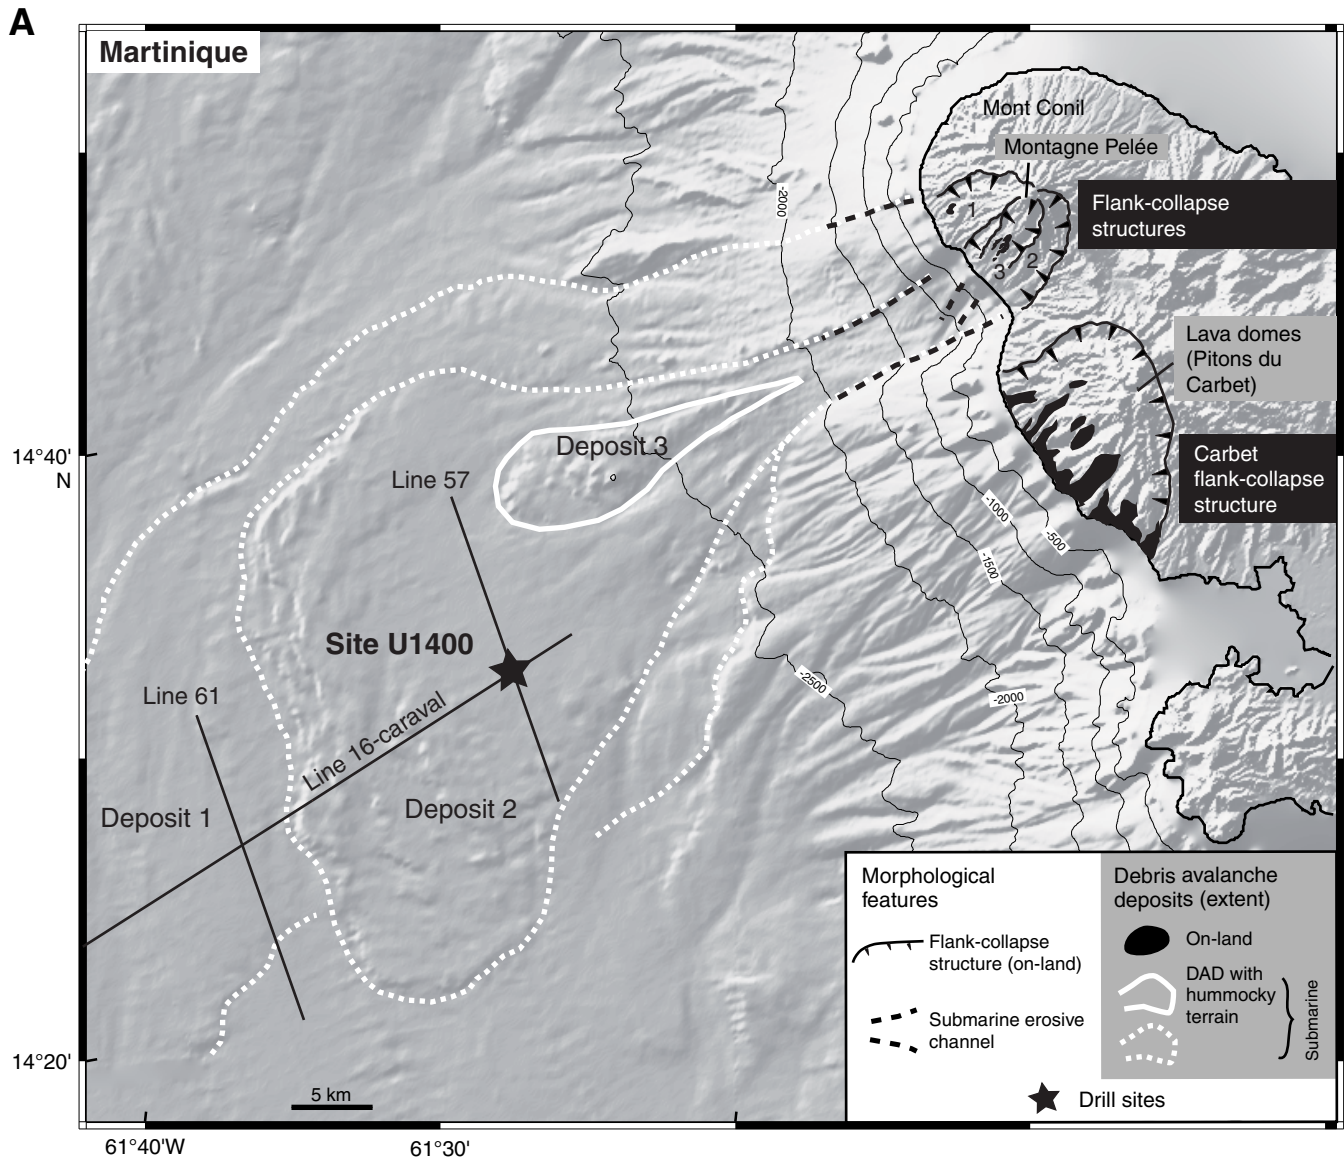 A
Martinique
Mont Conil
Montagne Pelée
Flank-collapse
structures
1
2
3
-2000
Lava domes
(Pitons du
Carbet)
Deposit 3
14°40'
N
Carbet
flank-collapse
structure
Line 57
-1000
-500
-1500
Site U1400
-2500
-2000
Line 61
Line 16-caraval
Deposit 1
Deposit 2
Morphological
features
Flank-collapse
structure (on-land)
Submarine erosive
channel
Debris avalanche
deposits (extent)
On-land
DAD with
hummocky
terrain
Submarine
Drill sites
14°20'
5 km
61°40'W
61°30'